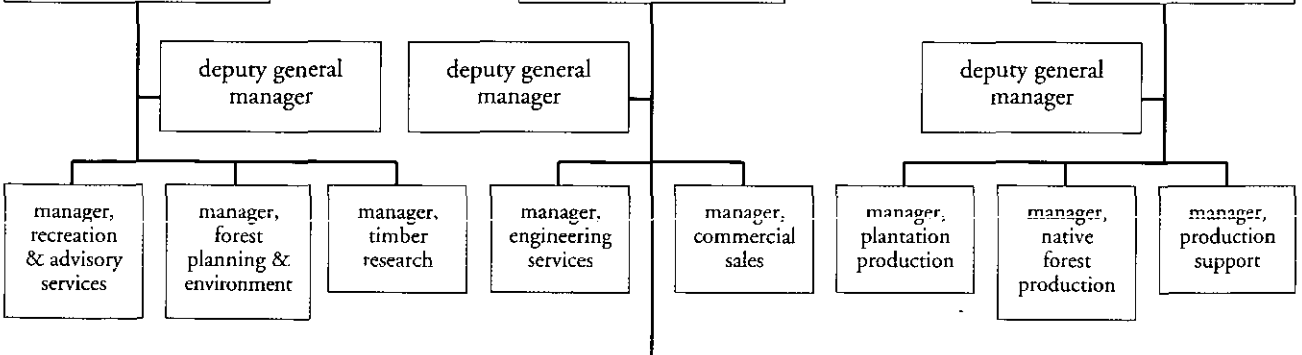 deputy general
manager
deputy general
manager
deputy general
manager
manager,
recreation
& advisory
services
manager,
forest
planning &
environment
manager,
timber
research
manager,
engineering
services
manager,
commercial
sales
manager,
plantation
production
manager,
native
forest
production
manager,
production
support